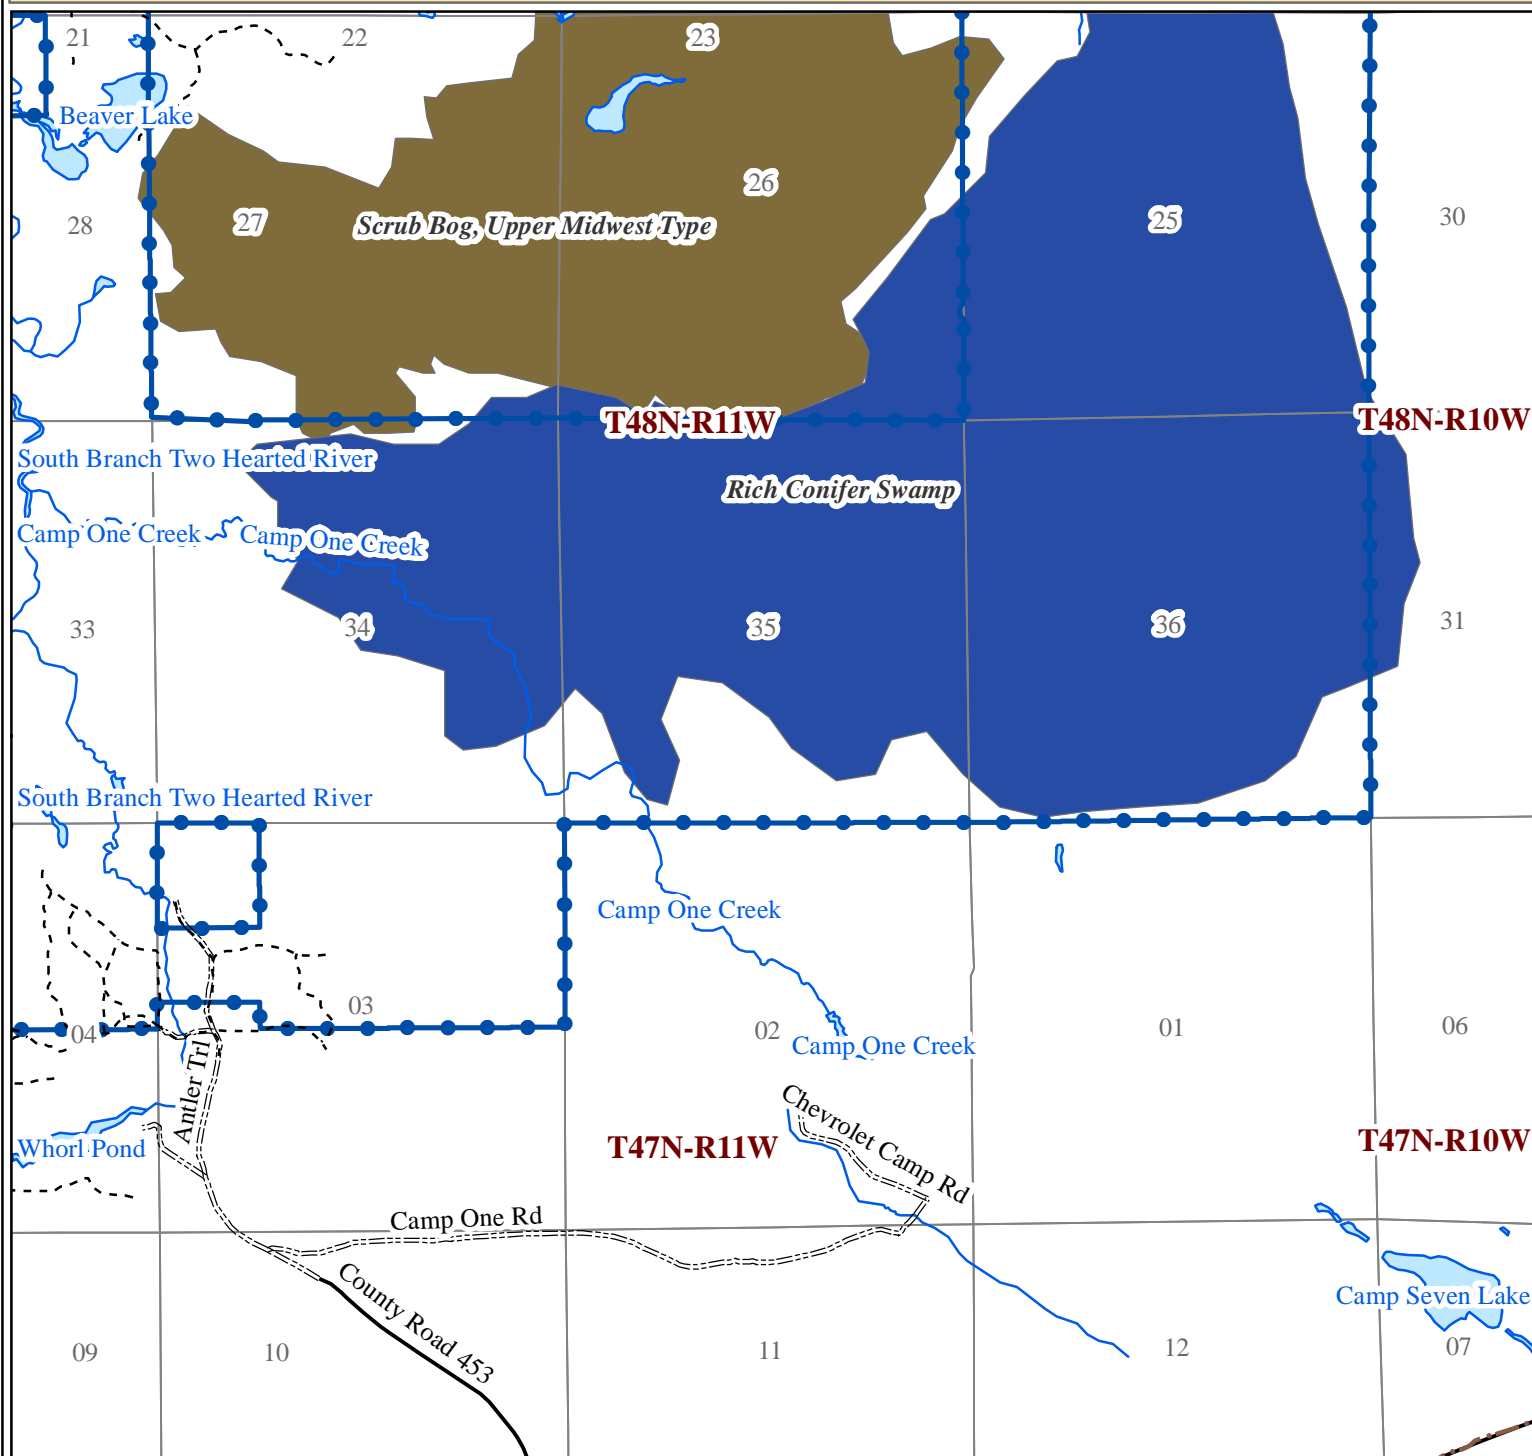 21
22
23
Beaver Lake
26
28
27
Scrub Bog, Upper Midwest Type
25
30
T48N-R11W
T48N-R10W
South Branch Two Hearted River
Rich Conifer Swamp
Camp One Creek
Camp One Creek
33
34
35
36
31
South Branch Two Hearted River
Camp One Creek
03
04
02
01
06
Camp One Creek
Antler Trl
Chevrolet Camp Rd
Whorl Pond
T47N-R11W
T47N-R10W
Camp One Rd
County Road 453
Camp Seven Lake
09
10
11
12
07